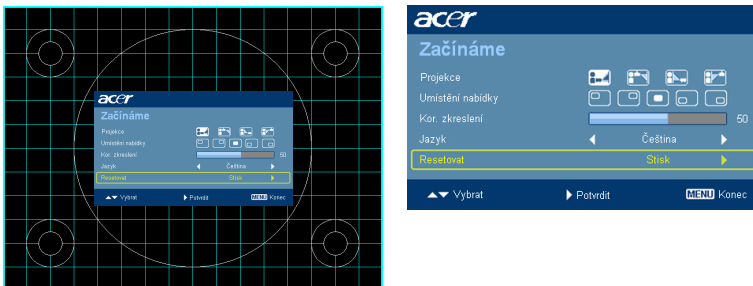 acer
Začínáme
Projekce
Umístění nabídky
Kor. zkreslení 50
Jazyk Čeština
Resetovat Stisk
Vybrat Potvrdit MENU Konec
acer
Začínáme
Projekce
Umístění nabídky
Kor. zkreslení 50
Jazyk Čeština
Resetovat Stisk
Vybrat Potvrdit MENU Konec